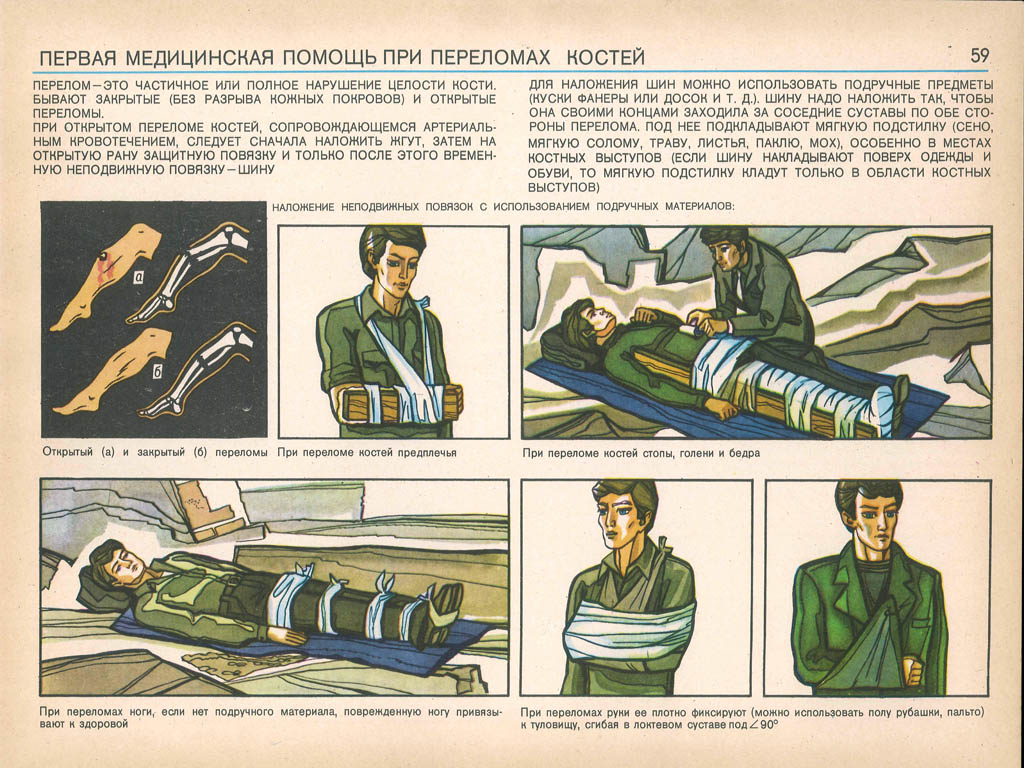 ПЕРВАЯ МЕДИЦИНСКАЯ ПОМОЩЬ ПРИ ПЕРЕЛОМАХ КОСТЕЙ
59
ПЕРЕЛОМ—ЭТО ЧАСТИЧНОЕ ИЛИ ПОЛНОЕ НАРУШЕНИЕ ЦЕЛОСТИ КОСТИ.
БЫВАЮТ ЗАКРЫТЫЕ (БЕЗ РАЗРЫВА КОЖНЫХ ПОКРОВОВ) И ОТКРЫТЫЕ
ПЕРЕЛОМЫ.
ПРИ ОТКРЫТОМ ПЕРЕЛОМЕ КОСТЕЙ, СОПРОВОЖДАЮЩЕМСЯ АРТЕРИАЛЬ-
НЫМ КРОВОТЕЧЕНИЕМ, СЛЕДУЕТ СНАЧАЛА НАЛОЖИТЬ ЖГУТ, ЗАТЕМ НА
ОТКРЫТУЮ РАНУ ЗАЩИТНУЮ ПОВЯЗКУ И ТОЛЬКО ПОСЛЕ ЭТОГО ВРЕМЕН-
НУЮ НЕПОДВИЖНУЮ ПОВЯЗКУ—ШИНУ
ДЛЯ НАЛОЖЕНИЯ ШИН МОЖНО ИСПОЛЬЗОВАТЬ ПОДРУЧНЫЕ ПРЕДМЕТЫ
(КУСКИ ФАНЕРЫ ИЛИ ДОСОК И Т. Д.). ШИНУ НАДО НАЛОЖИТЬ ТАК, ЧТОБЫ
ОНА СВОИМИ КОНЦАМИ ЗАХОДИЛА ЗА СОСЕДНИЕ СУСТАВЫ ПО ОБЕ СТО-
РОНЫ ПЕРЕЛОМА. ПОД НЕЕ ПОДКЛАДЫВАЮТ МЯГКУЮ ПОДСТИЛКУ (СЕНО,
МЯГКУЮ СОЛОМУ, ТРАВУ, ЛИСТЬЯ, ПАКЛЮ, МОХ), ОСОБЕННО В МЕСТАХ
КОСТНЫХ ВЫСТУПОВ (ЕСЛИ ШИНУ НАКЛАДЫВАЮТ ПОВЕРХ ОДЕЖДЫ И
ОБУВИ, ТО МЯГКУЮ ПОДСТИЛКУ КЛАДУТ ТОЛЬКО В ОБЛАСТИ КОСТНЫХ
ВЫСТУПОВ)
НАЛОЖЕНИЕ НЕПОДВИЖНЫХ ПОВЯЗОК С ИСПОЛЬЗОВАНИЕМ ПОДРУЧНЫХ МАТЕРИАЛОВ:
а
б
Открытый (а) и закрытый (б) переломы
При переломе костей предплечья
При переломе костей стопы, голени и бедра
При переломах ноги, если нет подручного материала, поврежденную ногу привязы-
вают к здоровой
При переломах руки ее плотно фиксируют (можно использовать полу рубашки, пальто)
к туловищу, сгибая в локтевом суставе под ∠90°